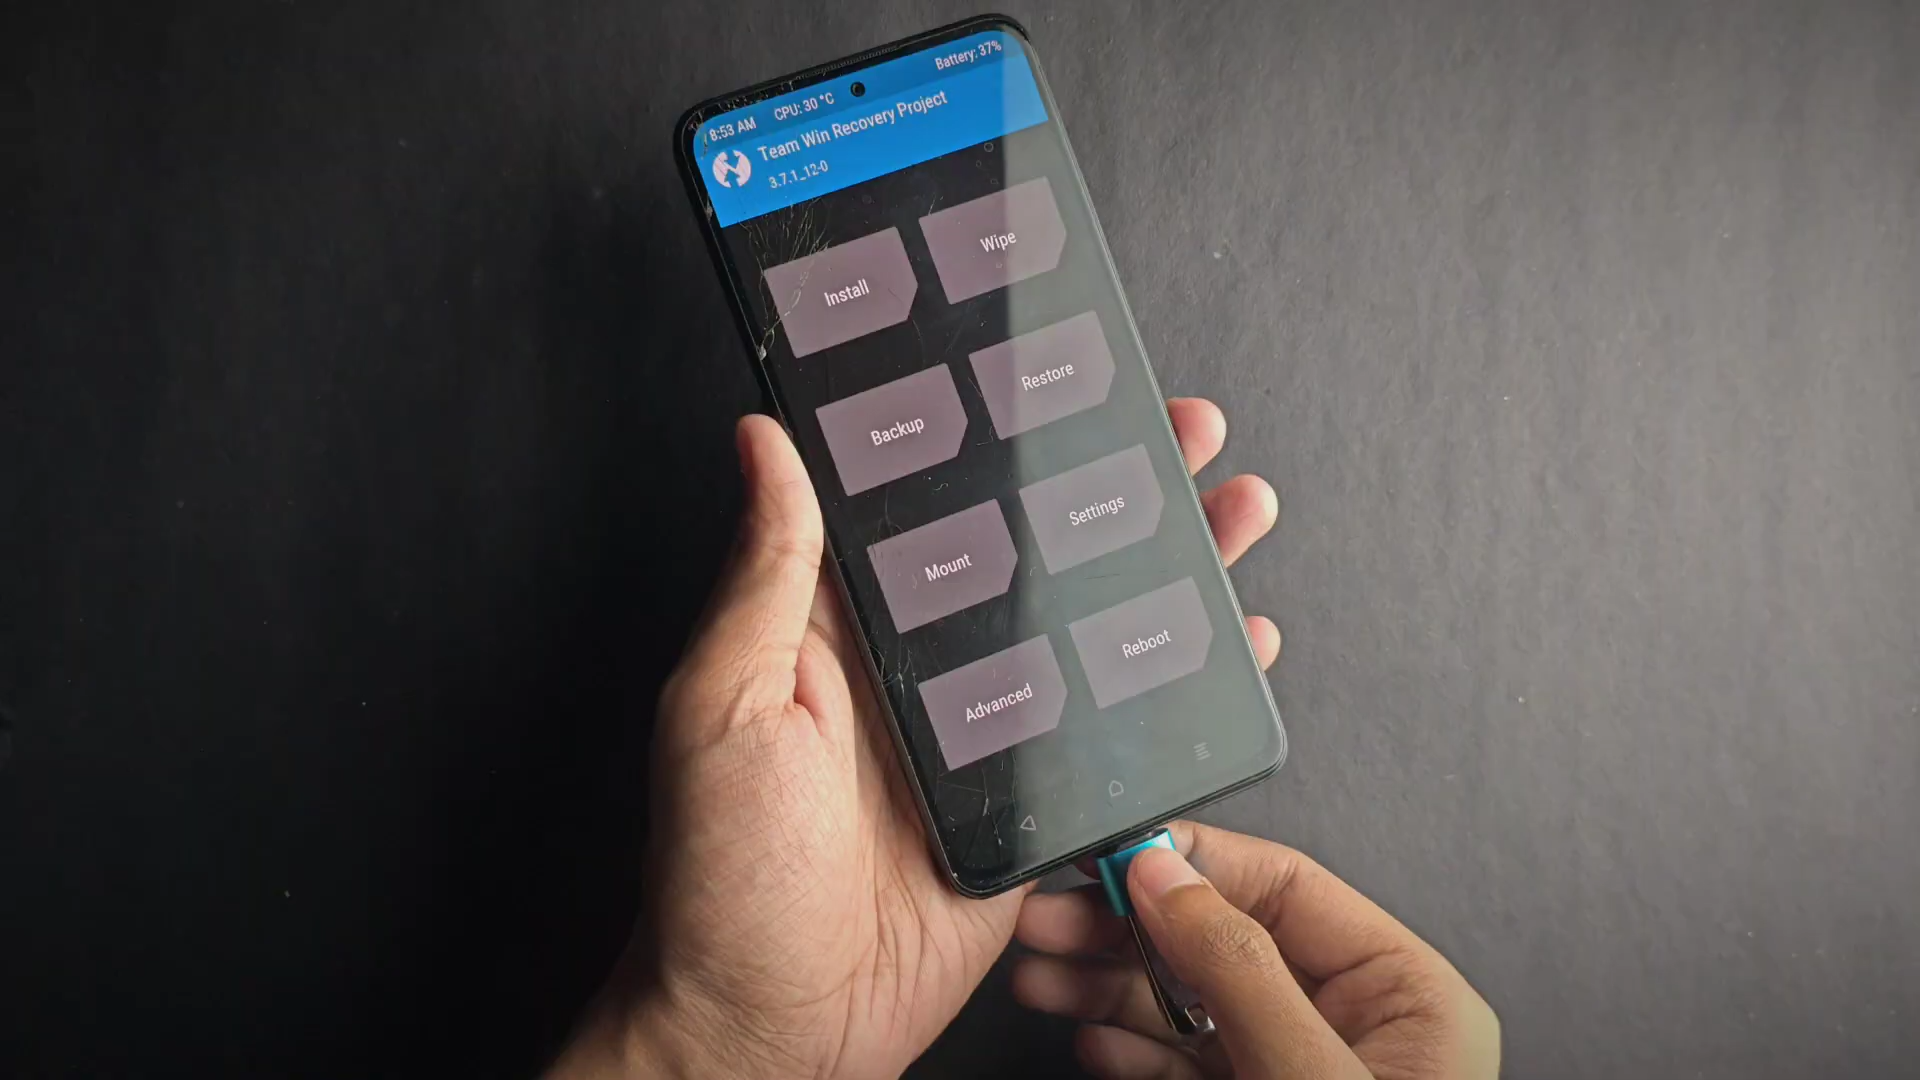 8:53 AM CPU: 30 °C Battery: 37%
Team Win Recovery Project
3.7.1_12-0
Install
Wipe
Backup
Restore
Mount
Settings
Advanced
Reboot